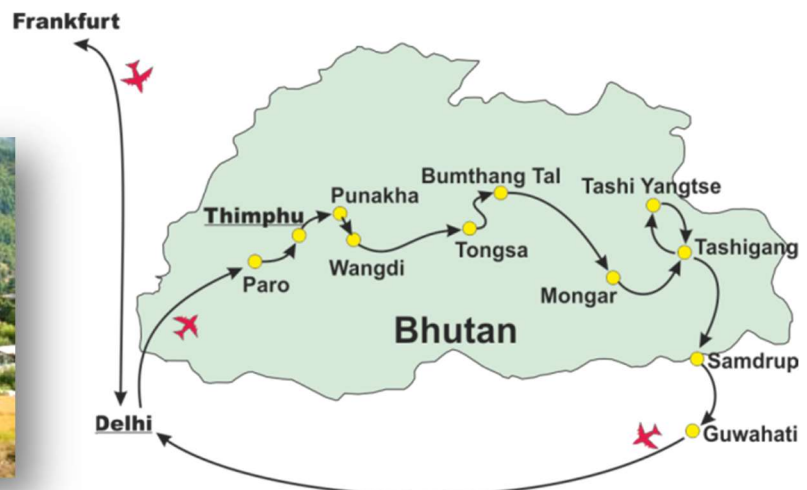 Frankfurt
Bumthang Tal
Tashi Yangtse
Punakha
Thimphu
Tashigang
Tongsa
Wangdi
Paro
Mongar
Bhutan
Samdrup
Delhi
Guwahati